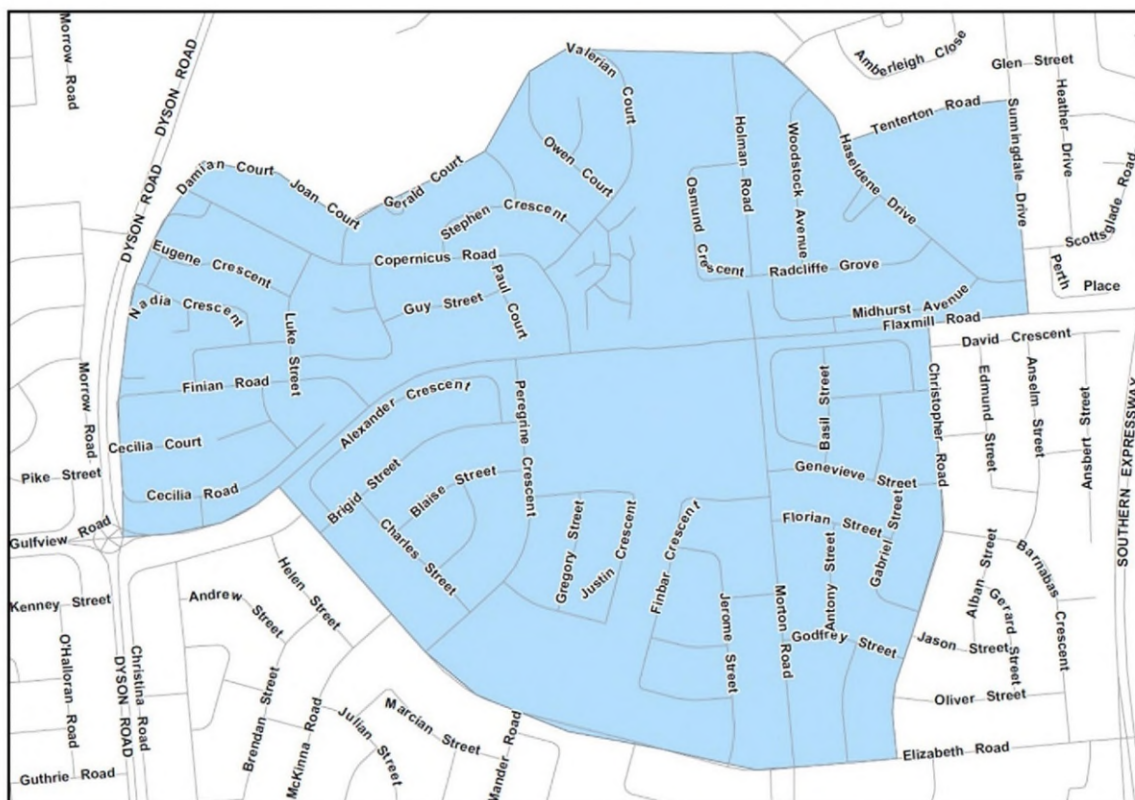 Morrow Road
DYSON ROAD
Valerian Court
Amberleigh Close
Glen Street
Heather Drive
Tenterton Road
Sunningdale Drive
Holman Road
Woodstock Avenue
Haseldene Drive
Scottsglade Road
Perth Place
DYSON ROAD
Damian Court
Joan Court
Gerald Court
Owen Court
Stephen Crescent
Osmund Crescent
Radcliffe Grove
Eugene Crescent
Copernicus Road
Paul Court
Guy Street
Nadia Crescent
Luke Street
Midhurst Avenue
Flaxmill Road
David Crescent
Morrow Road
Finian Road
Alexander Crescent
Peregrine Crescent
Basil Street
Christopher Road
Edmund Street
Anselm Street
Ansbert Street
SOUTHERN EXPRESSWAY
Cecilia Court
Pike Street
Cecilia Road
Brigid Street
Blaise Street
Genevieve Street
Gulfview Road
Charles Street
Gregory Street
Justin Crescent
Finbar Crescent
Florian Street
Gabriel Street
Antony Street
Kenney Street
Andrew Street
Helen Street
Jerome Street
Morton Road
Godfrey Street
Alban Street
Gerard Street
Barnabas Crescent
Jason Street
O'Halloran Road
DYSON ROAD
Christina Road
Brendan Street
McKinna Road
Julian Street
Marcian Street
Mander Road
Oliver Street
Elizabeth Road
Guthrie Road